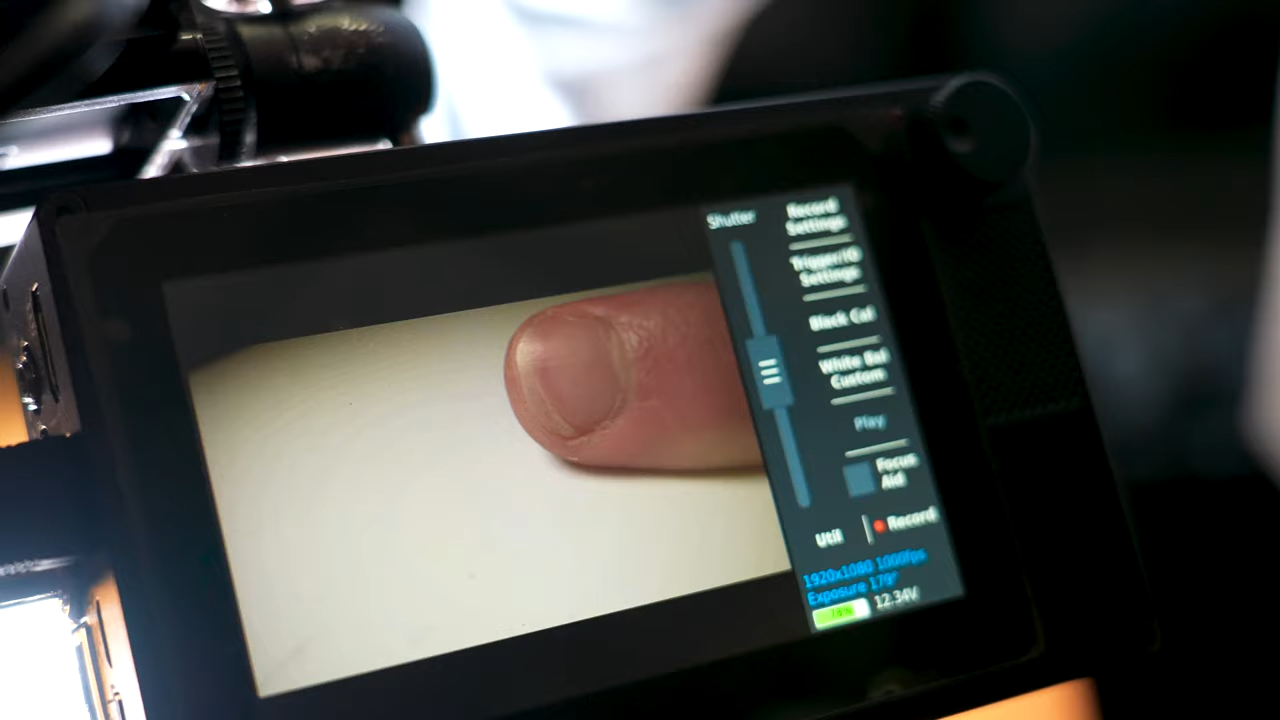 Shutter
Record
Settings
Trigger/IO
Settings
Black Cal
White Bal
Custom
Play
Focus
Aid
Util
Record
1920x1080 1000fps
Exposure 179°
12.34V